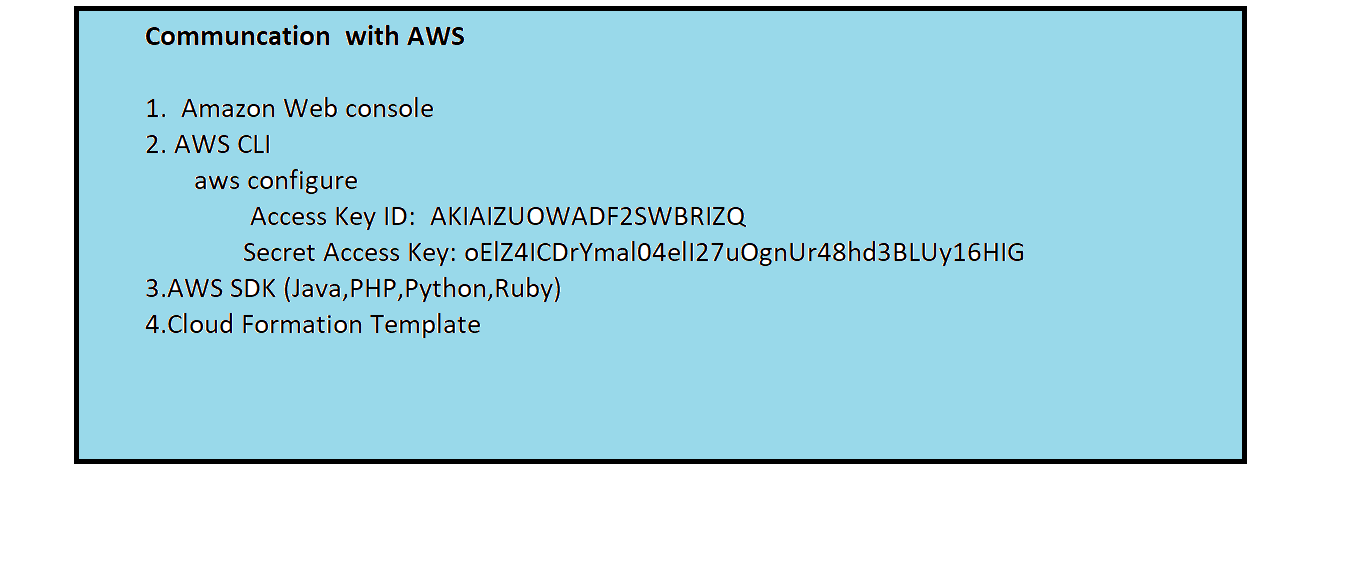 Communcation  with AWS
1.  Amazon Web console
2. AWS CLI
aws configure
Access Key ID:  AKIAIZUOWADF2SWBRIZQ
Secret Access Key: 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
3.AWS SDK (Java,PHP,Python,Ruby)
4.Cloud Formation Template